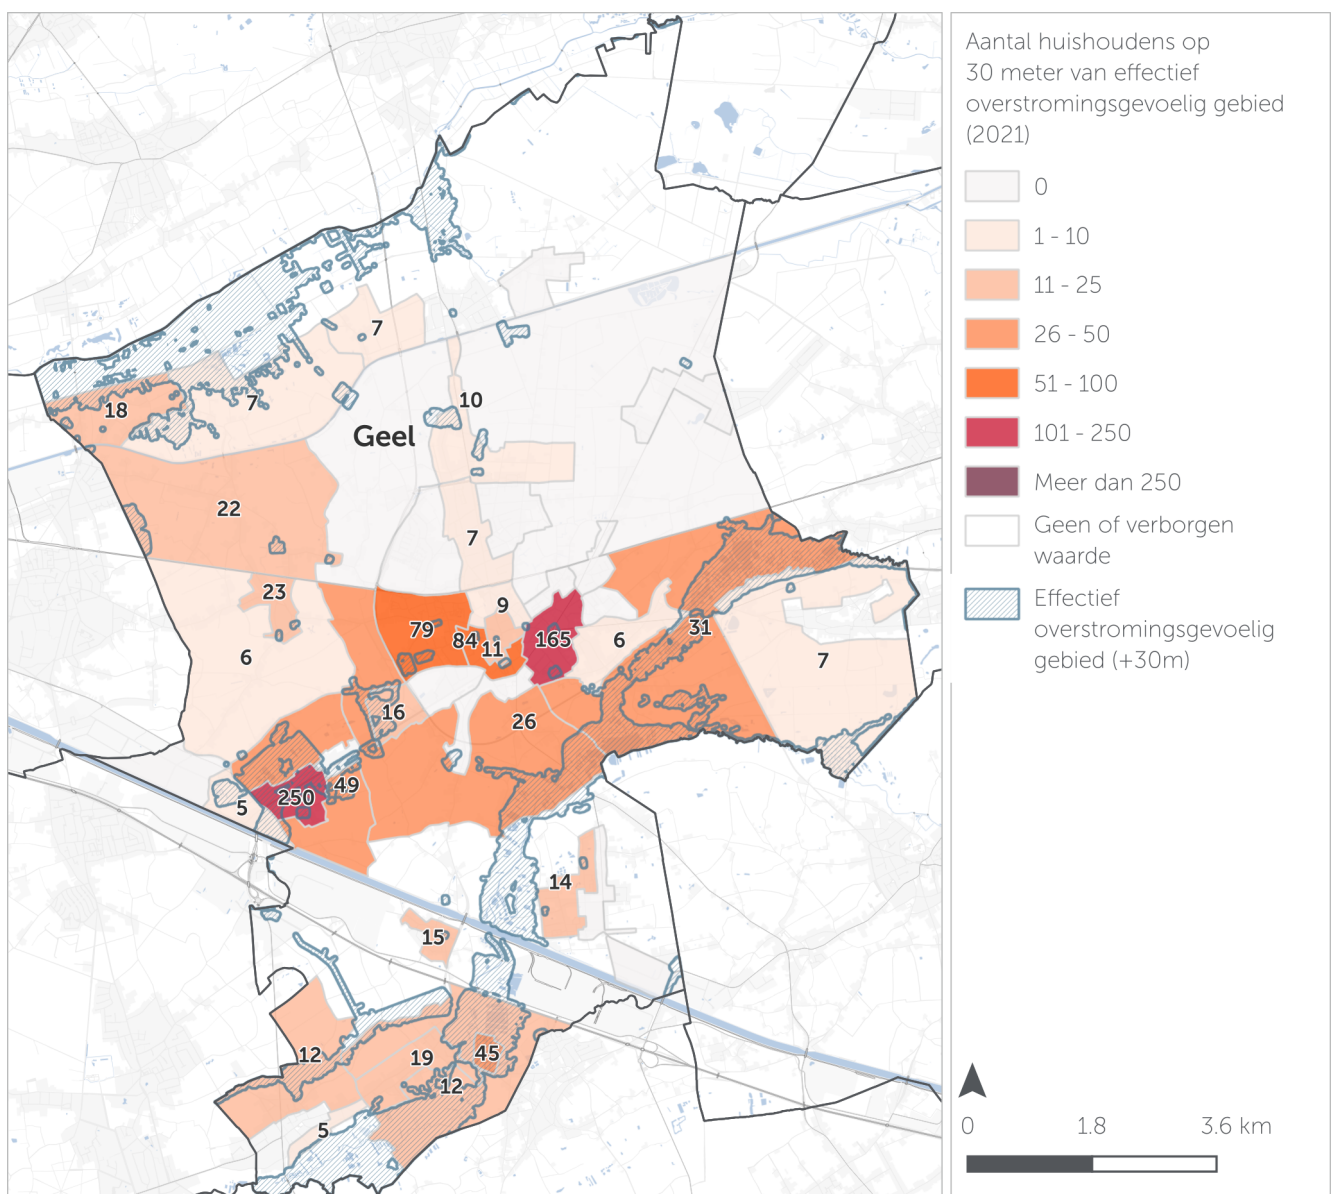 Aantal huishoudens op
30 meter van effectief
overstromingsgevoelig gebied
(2021)
0
1 - 10
11 - 25
26 - 50
51 - 100
101 - 250
Meer dan 250
Geen of verborgen
waarde
Effectief
overstromingsgevoelig
gebied (+30m)
0 1.8 3.6 km
7
10
18
7
Geel
22
7
23
9
79
84
11
165
6
31
6
7
16
26
49
250
5
14
15
12
19
45
12
5